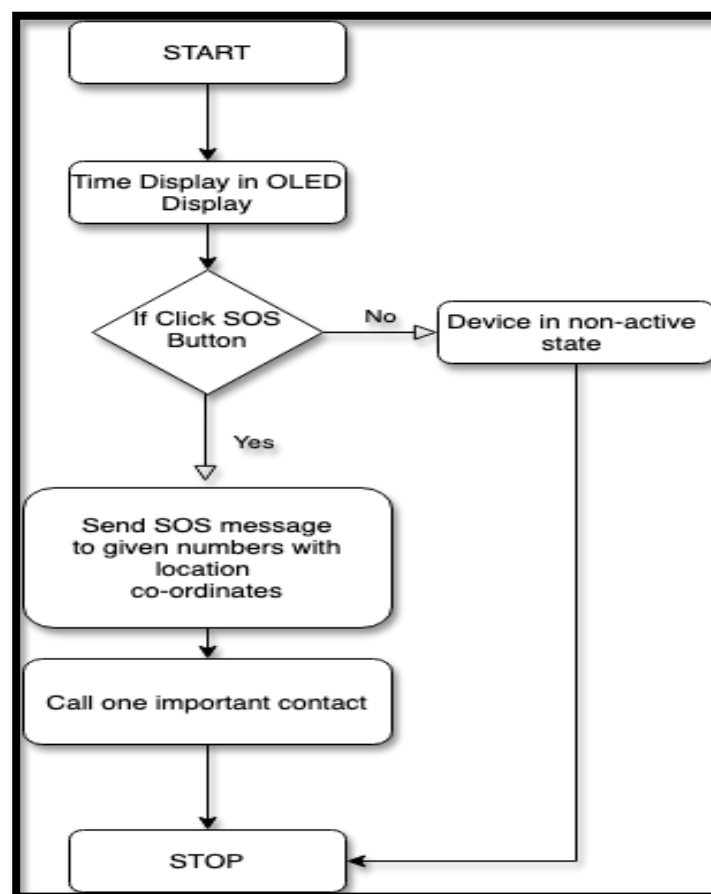 START
Time Display in OLED
Display
If Click SOS
Button
No
Device in non-active
state
Yes
Send SOS message
to given numbers with
location
co-ordinates
Call one important contact
STOP